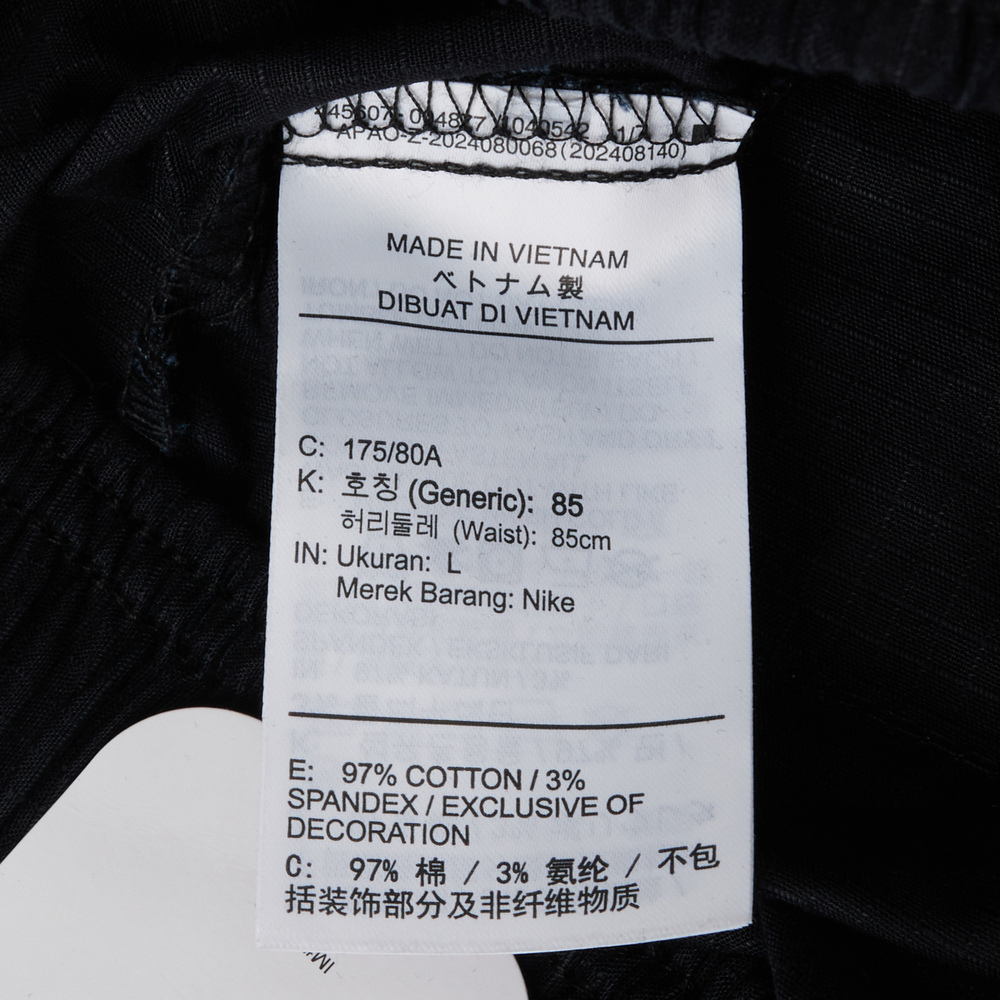 APAO-Z-2024080068(202408140)
MADE IN VIETNAM
ベトナム製
DIBUAT DI VIETNAM
C: 175/80A
K: 호칭 (Generic): 85
허리둘레 (Waist): 85cm
IN: Ukuran: L
Merek Barang: Nike
E: 97% COTTON / 3%
SPANDEX / EXCLUSIVE OF
DECORATION
C: 97% 棉 / 3% 氨纶 / 不包
括装饰部分及非纤维物质